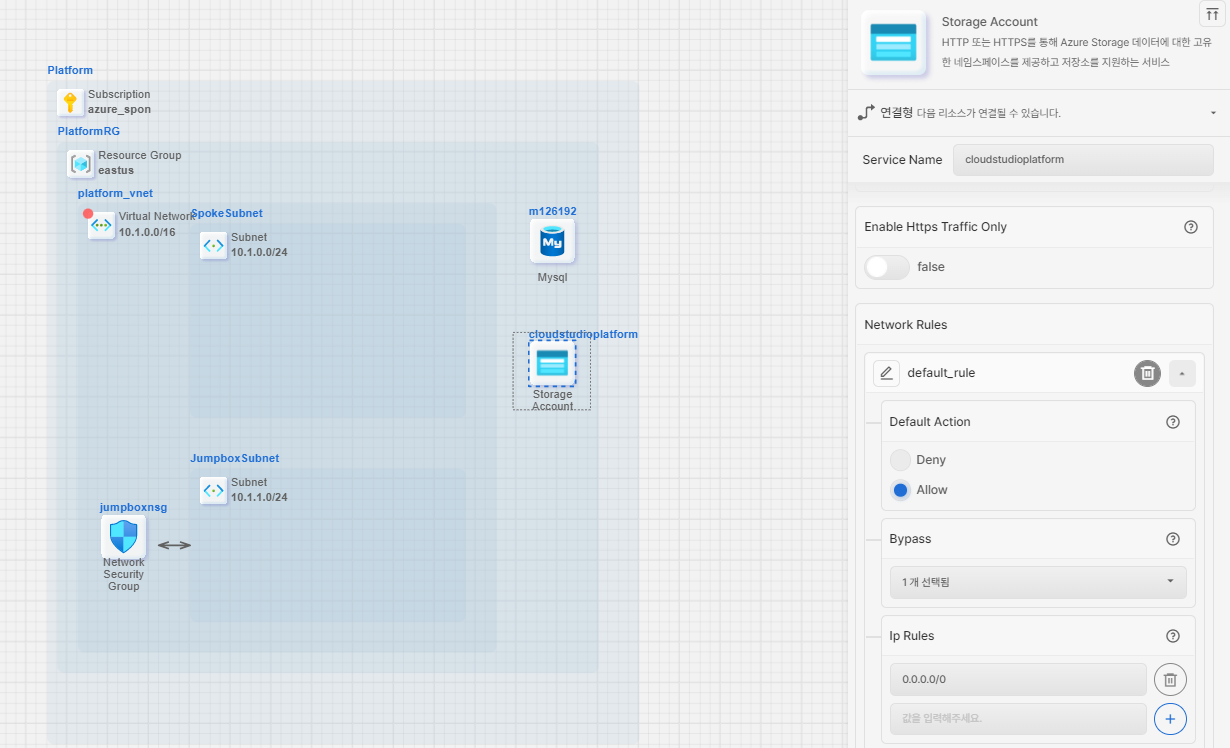 Platform
Subscription
azure_spon
PlatformRG
Resource Group
eastus
platform_vnet
Virtual Network
10.1.0.0/16
SpokeSubnet
Subnet
10.1.0.0/24
m126192
My
Mysql
cloudstudioplatform
Storage
Account
JumpboxSubnet
Subnet
10.1.1.0/24
jumpboxnsg
Network
Security
Group
Storage Account
HTTP 또는 HTTPS를 통해 Azure Storage 데이터에 대한 고유
한 네임스페이스를 제공하고 저장소를 지원하는 서비스
연결형 다음 리소스가 연결될 수 있습니다.
Service Name
cloudstudioplatform
Enable Https Traffic Only
false
Network Rules
default_rule
Default Action
Deny
Allow
Bypass
1 개 선택됨
Ip Rules
0.0.0.0/0
값을 입력해주세요.